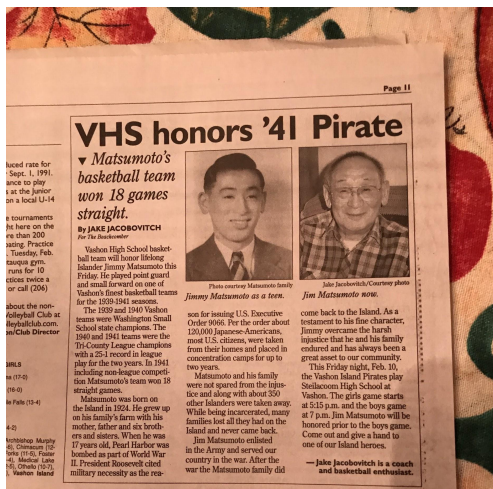 Page 11
duced rate for
Sept. 1, 1991.
ance to play
s at the Junior
on a local U-14
e tournaments
ht here on the
re than 200
pating. Practice
, Tuesday, Feb.
tauqua gym.
runs for 10
ctices twice a
or call (206)
about the non-
olleyball Club at
lleyballclub.com.
on/Club Director
GIRLS
ma (17-0)
(16-0)
le Falls (13-4)
Archbishop Murphy
-6), Chimacum (10-
Forks (11-5), Foster
-4), Medical Lake
-5), Othello (10-7),
), Vashon Island
VHS honors '41 Pirate
▼ Matsumoto's
basketball team
won 18 games
straight.
By JAKE JACOBOVITCH
For The Beachcomber
Vashon High School basket-
ball team will honor lifelong
Islander Jimmy Matsumoto this
Friday. He played point guard
and small forward on one of
Vashon's finest basketball teams
for the 1939-1941 seasons.
The 1939 and 1940 Vashon
teams were Washington Small
School State champions. The
1940 and 1941 teams were the
Tri-County League champions
with a 25-1 record in league
play for the two years. In 1941
including non-league competi-
tion Matsumoto's team won 18
straight games.
Matsumoto was born on
the Island in 1924. He grew up
on his family's farm with his
mother, father and six broth-
ers and sisters. When he was
17 years old, Pearl Harbor was
bombed as part of World War
II. President Roosevelt cited
military necessity as the rea-
Photo courtesy Matsumoto family
Jimmy Matsumoto as a teen.
Jake Jacobovitch/Courtesy photo
Jim Matsumoto now.
son for issuing U.S. Executive
Order 9066. Per the order about
120,000 Japanese-Americans,
most U.S. citizens, were taken
from their homes and placed in
concentration camps for up to
two years.
Matsumoto and his family
were not spared from the injus-
tice and along with about 350
other Islanders were taken away.
While being incarcerated, many
families lost all they had on the
Island and never came back.
Jim Matsumoto enlisted
in the Army and served our
country in the war. After the
war the Matsumoto family did
come back to the Island. As a
testament to his fine character,
Jimmy overcame the harsh
injustice that he and his family
endured and has always been a
great asset to our community.
This Friday night, Feb. 10,
the Vashon Island Pirates play
Steilacoom High School at
Vashon. The girls game starts
at 5:15 p.m. and the boys game
at 7 p.m. Jim Matsumoto will be
honored prior to the boys game.
Come out and give a hand to
one of our Island heroes.
— Jake Jacobovitch is a coach
and basketball enthusiast.